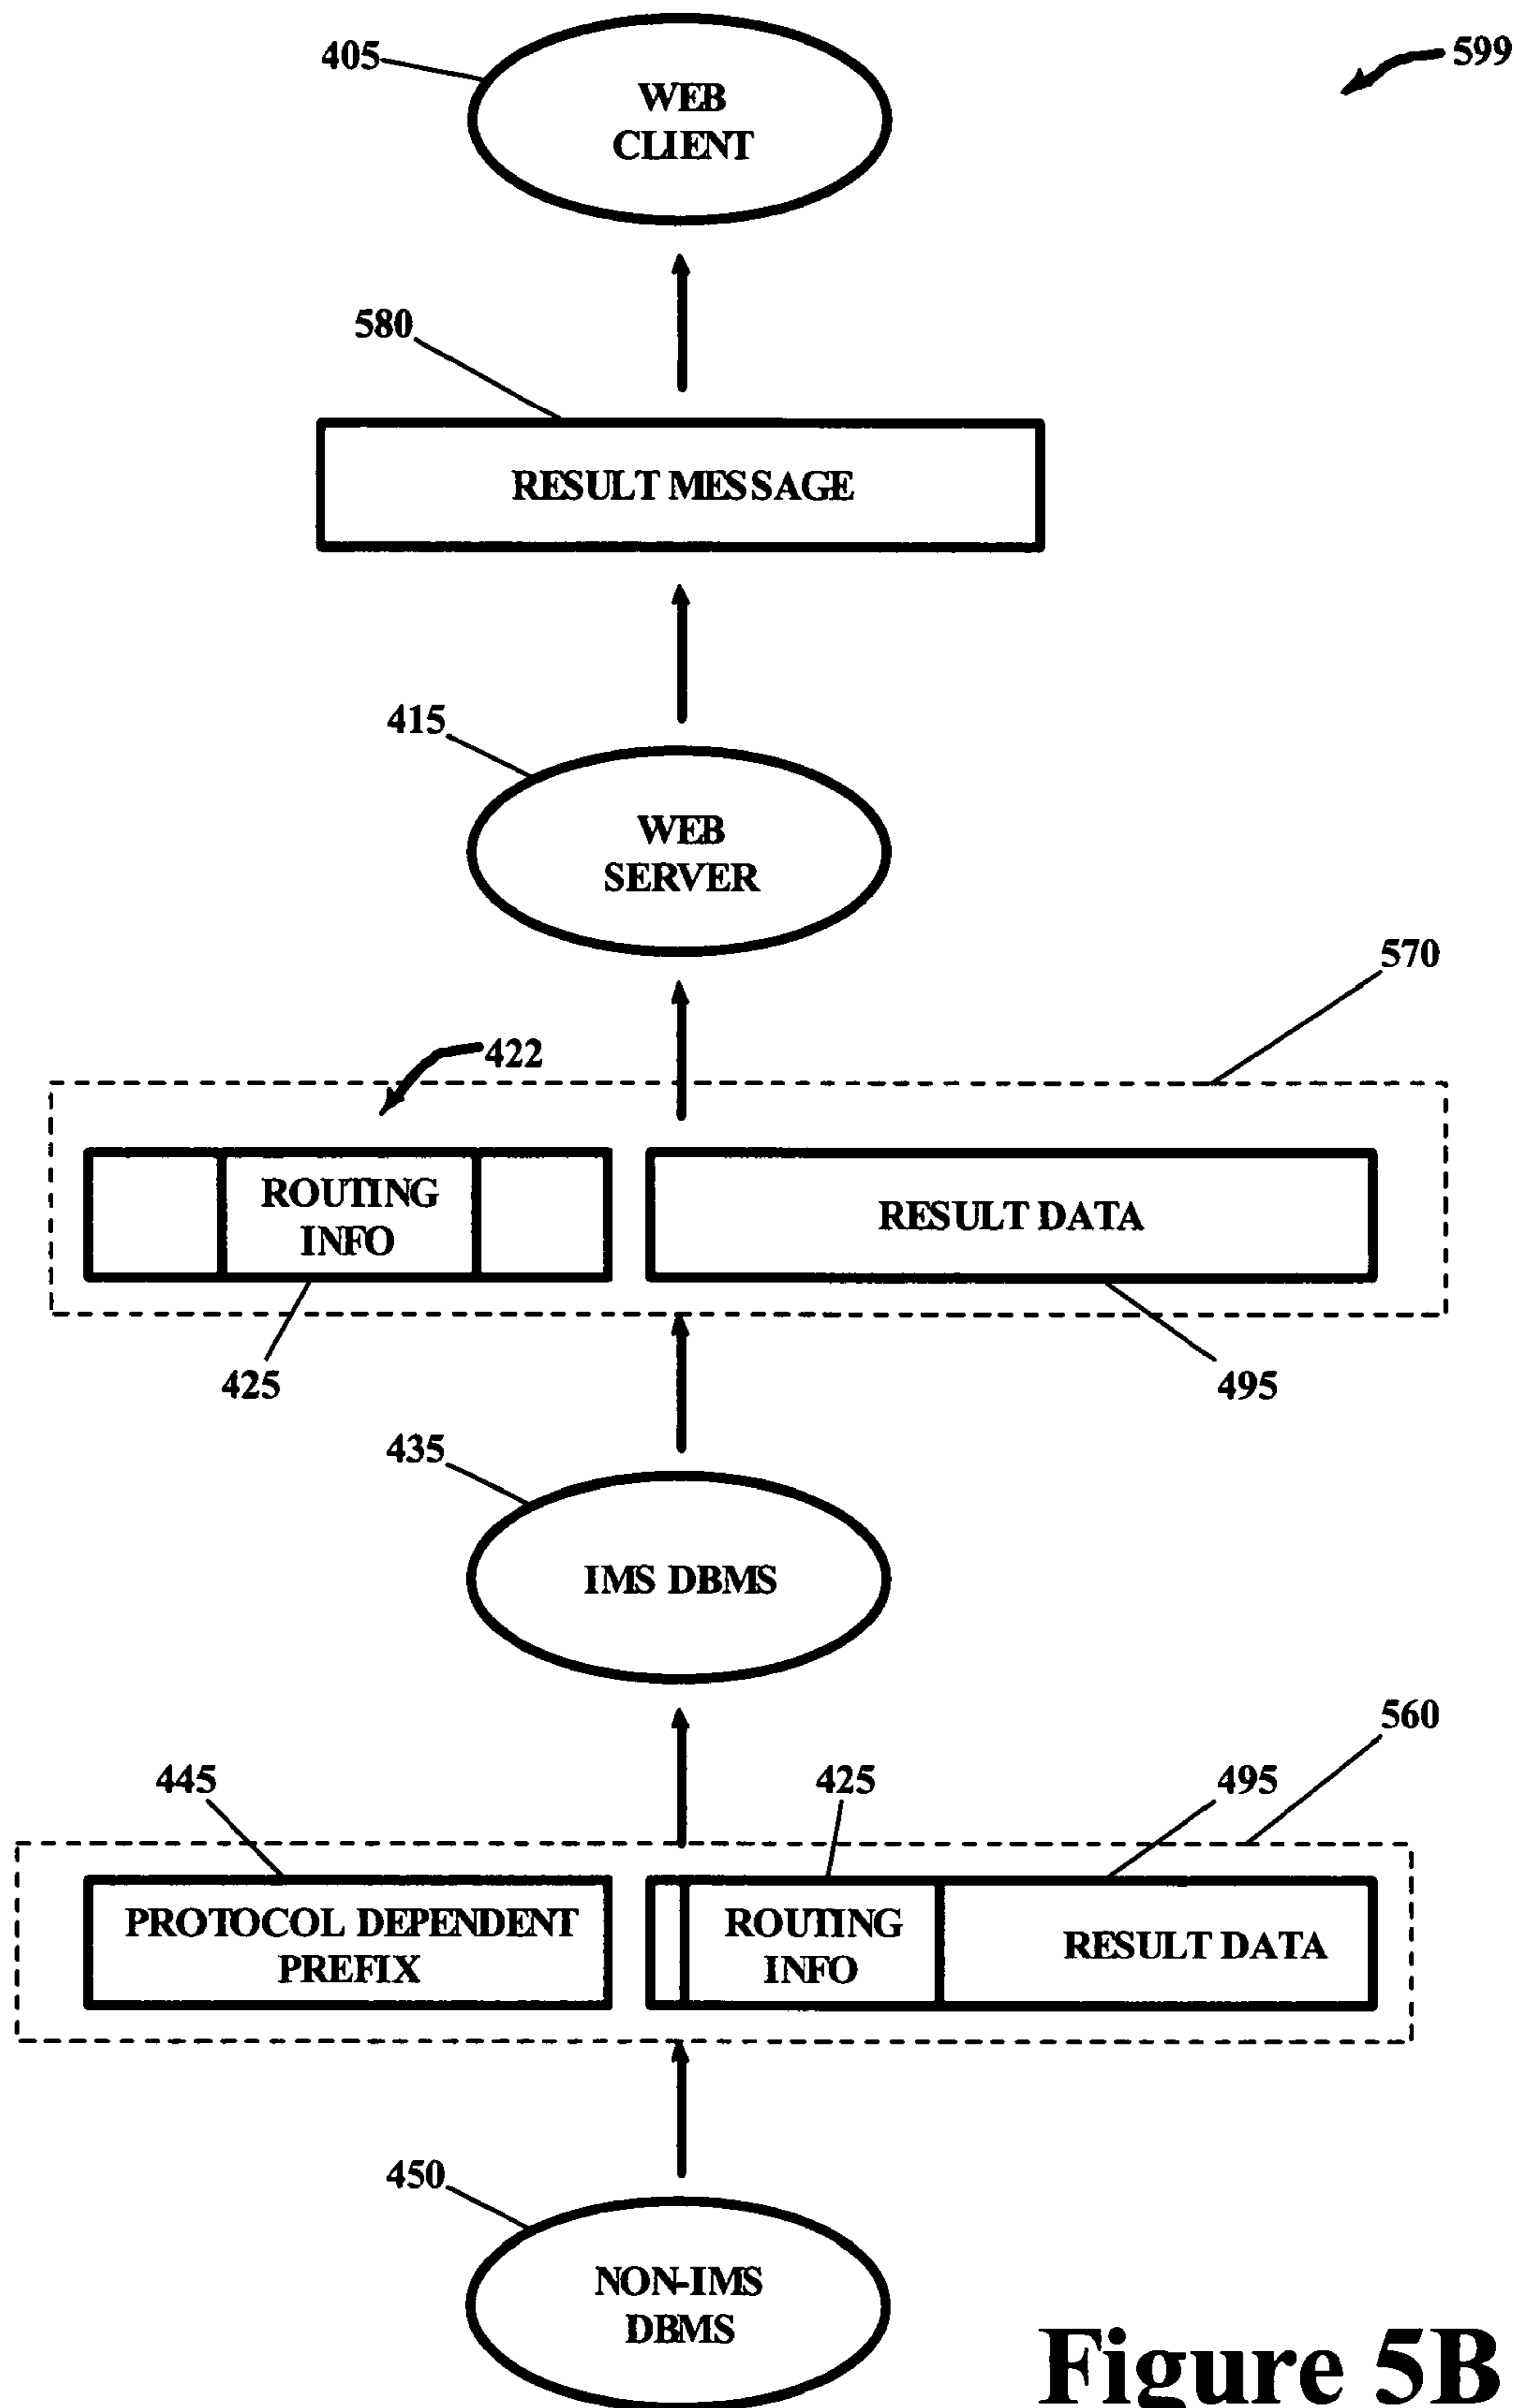 405
599
WEB
CLIENT
580
RESULT MESSAGE
415
WEB
SERVER
570
422
ROUTING
INFO
RESULT DATA
425
495
435
IMS DBMS
560
445
425
495
PROTOCOL DEPENDENT
PREFIX
ROUTING
INFO
RESULT DATA
450
NON-IMS
DBMS
Figure 5B